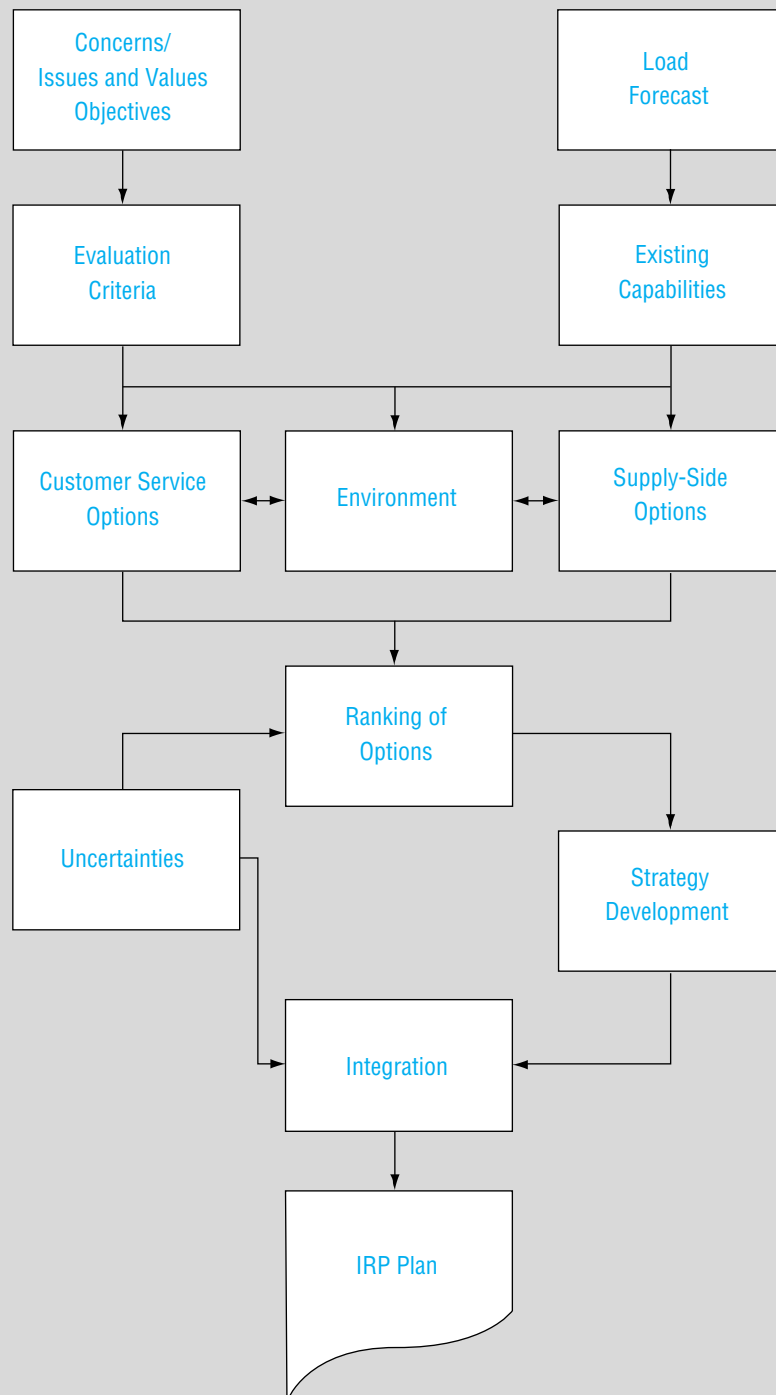 Concerns/
Issues and Values
Objectives
Load
Forecast
Evaluation
Criteria
Existing
Capabilities
Customer Service
Options
Environment
Supply-Side
Options
Ranking of
Options
Uncertainties
Strategy
Development
Integration
IRP Plan